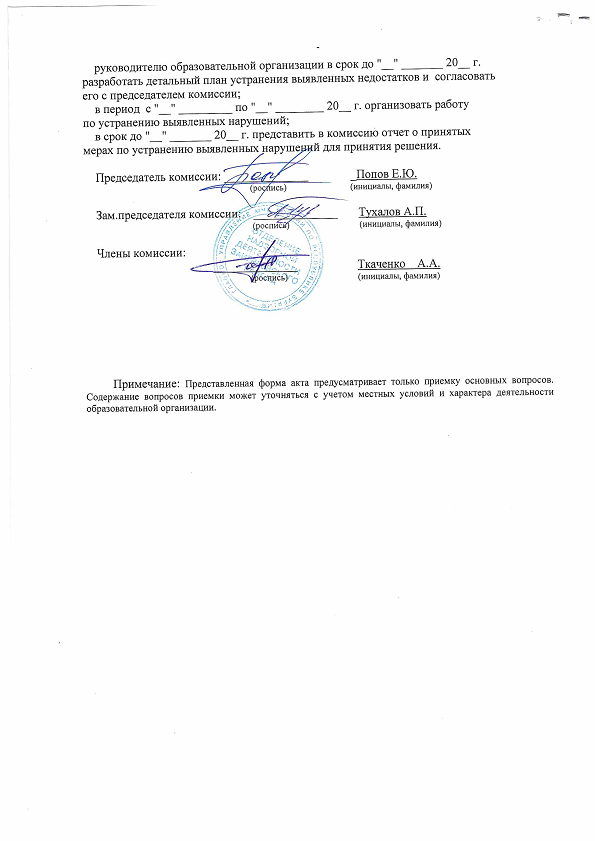 -
руководителю образовательной организации в срок до "__" _______ 20__ г.
разработать детальный план устранения выявленных недостатков и согласовать
его с председателем комиссии;
в период с "__" _________ по "__" _________ 20__ г. организовать работу
по устранению выявленных нарушений;
в срок до "__" _______ 20__ г. представить в комиссию отчет о принятых
мерах по устранению выявленных нарушений для принятия решения.
Председатель комиссии: Попов Е.Ю.
(роспись) (инициалы, фамилия)
Зам.председателя комиссии: Тухалов А.П.
(роспись) (инициалы, фамилия)
Члены комиссии:
Ткаченко А.А.
(роспись) (инициалы, фамилия)
ОТДЕЛЕНИЕ
НАДЗОРНОЙ
ДЕЯТЕЛЬНОСТИ
Примечание: Представленная форма акта предусматривает только приемку основных вопросов.
Содержание вопросов приемки может уточняться с учетом местных условий и характера деятельности
образовательной организации.